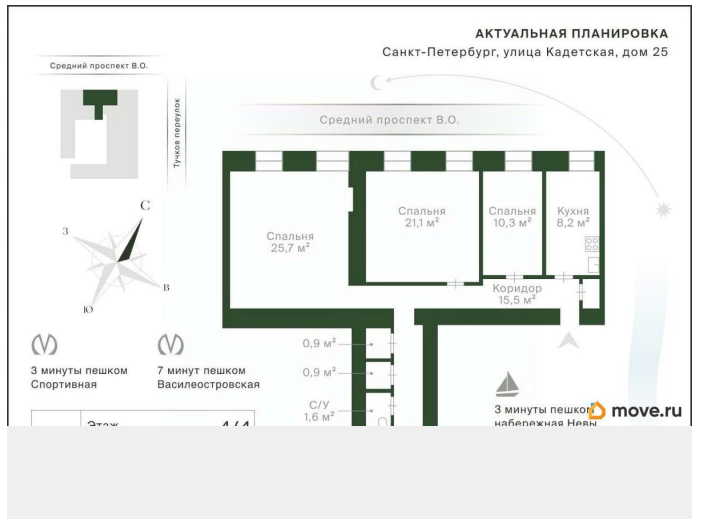 АКТУАЛЬНАЯ ПЛАНИРОВКА
Санкт-Петербург, улица Кадетская, дом 25
Средний проспект В.О.
Тучков переулок
Средний проспект В.О.
С
З
В
Ю
Спальня
25,7 м²
Спальня
21,1 м²
Спальня
10,3 м²
Кухня
8,2 м²
Коридор
15,5 м²
0,9 м²
0,9 м²
С/У
1,6 м²
3 минуты пешком
Спортивная
7 минут пешком
Василеостровская
3 минуты пешком
набережная Невы
Этаж 4/4
move.ru